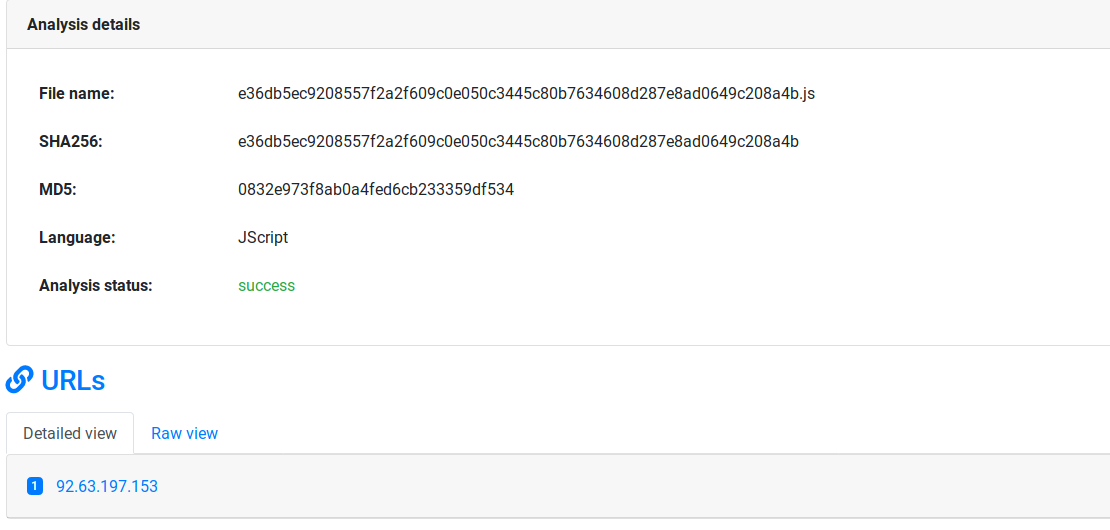 Analysis details
File name: e36db5ec9208557f2a2f609c0e050c3445c80b7634608d287e8ad0649c208a4b.js
SHA256: e36db5ec9208557f2a2f609c0e050c3445c80b7634608d287e8ad0649c208a4b
MD5: 0832e973f8ab0a4fed6cb233359df534
Language: JScript
Analysis status: success
URLs
Detailed view Raw view
1 92.63.197.153